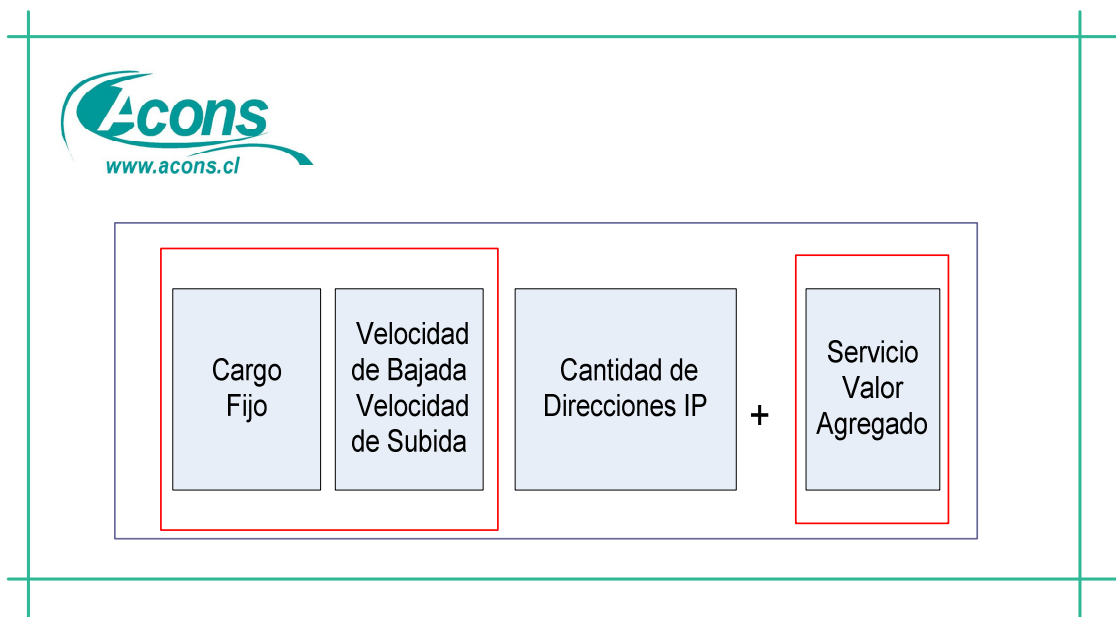 Acons
www.acons.cl
Cargo
Fijo
Velocidad
de Bajada
Velocidad
de Subida
Cantidad de
Direcciones IP
+
Servicio
Valor
Agregado